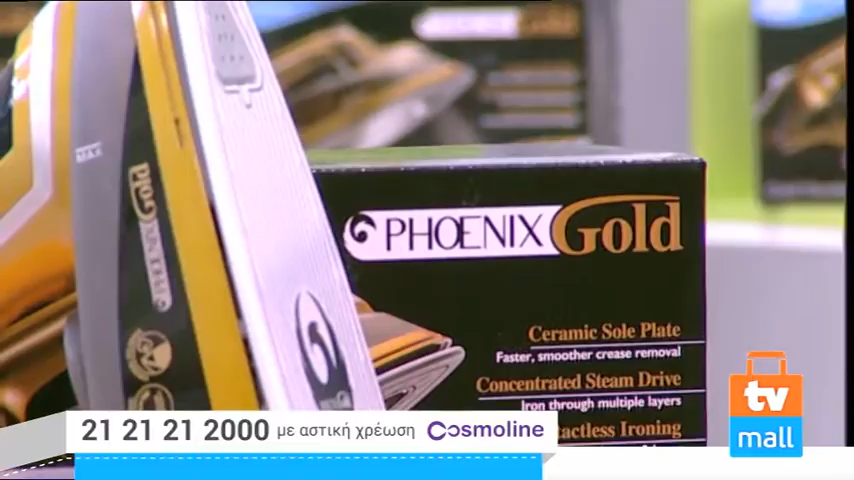 PHOENIX Gold
MAX
PHOENIX Gold
Ceramic Sole Plate
Faster, smoother crease removal
Concentrated Steam Drive
Iron through multiple layers
Ironing
21 21 21 2000 με αστική χρέωση Cosmoline
tv
mall